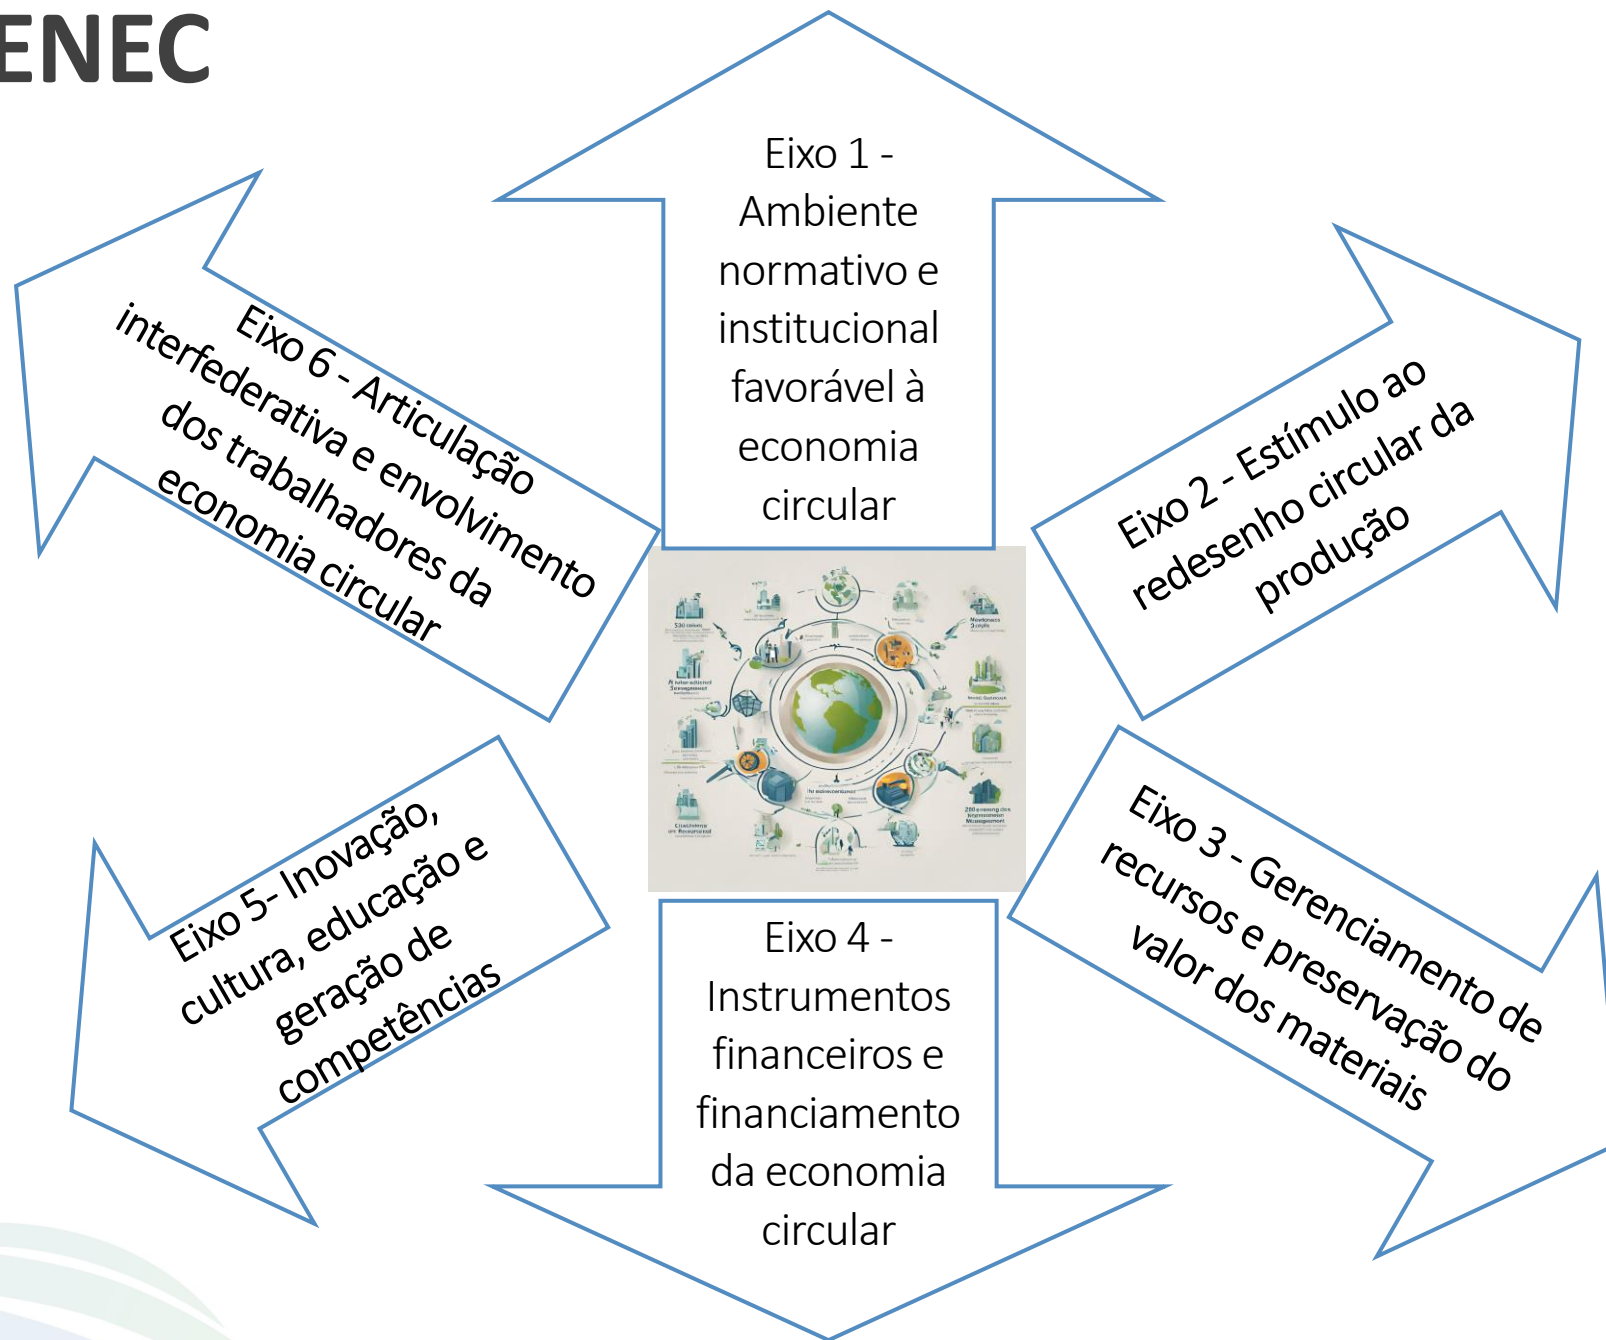 ENEC
Eixo 1 -
Ambiente
normativo e
institucional
favorável à
economia
circular
Eixo 2 - Estímulo ao
redesenho circular da
produção
Eixo 3 - Gerenciamento de
recursos e preservação do
valor dos materiais
Eixo 4 -
Instrumentos
financeiros e
financiamento
da economia
circular
Eixo 5- Inovação,
cultura, educação e
geração de
competências
Eixo 6 - Articulação
interfederativa e envolvimento
dos trabalhadores da
economia circular